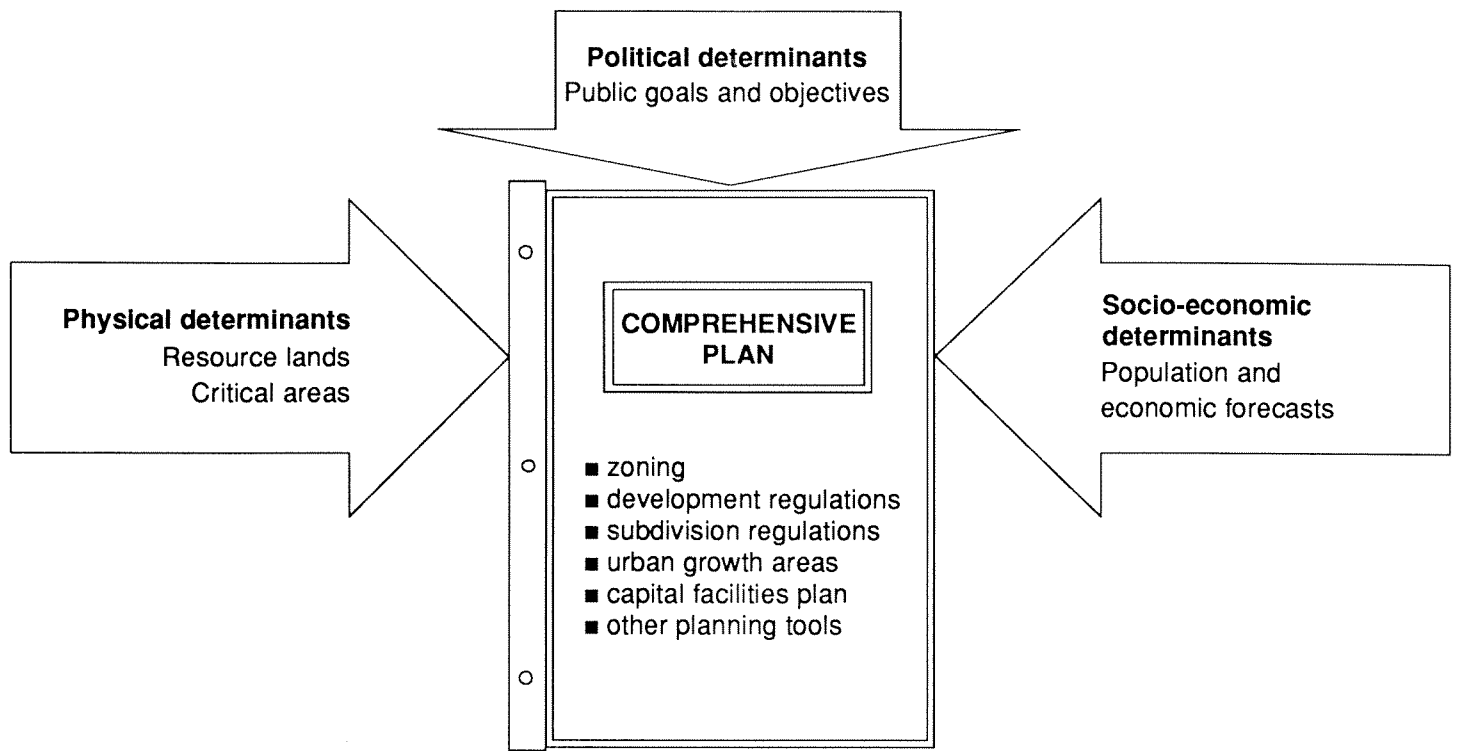 Political determinants
Public goals and objectives
Physical determinants
Resource lands
Critical areas
COMPREHENSIVE
PLAN
■ zoning
■ development regulations
■ subdivision regulations
■ urban growth areas
■ capital facilities plan
■ other planning tools
Socio-economic
determinants
Population and
economic forecasts